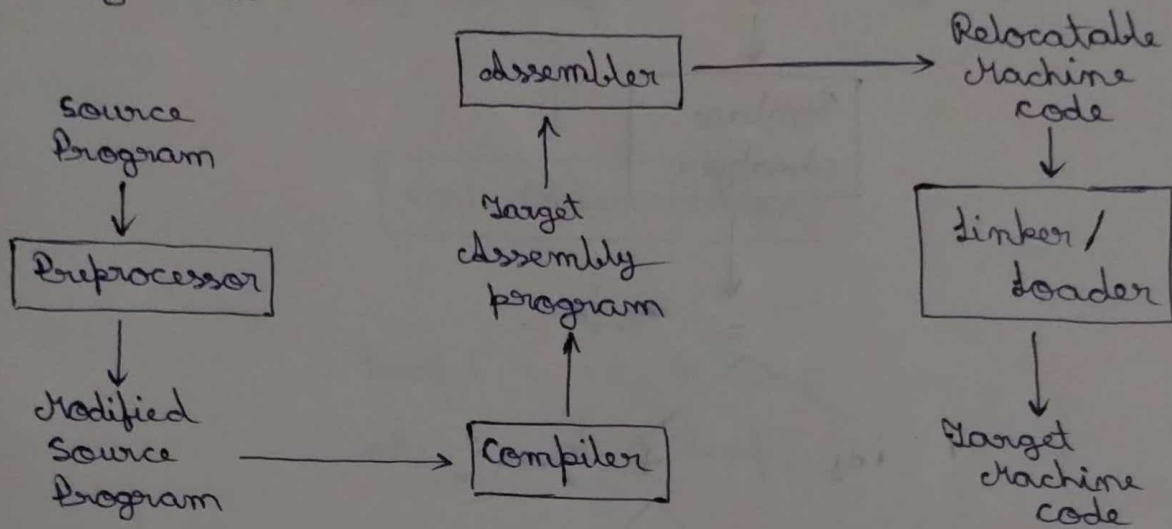 Source
Program
Preprocessor
Modified
Source
Program
Compiler
Target
Assembly
program
Assembler
Relocatable
Machine
code
Linker /
Loader
Target
Machine
code